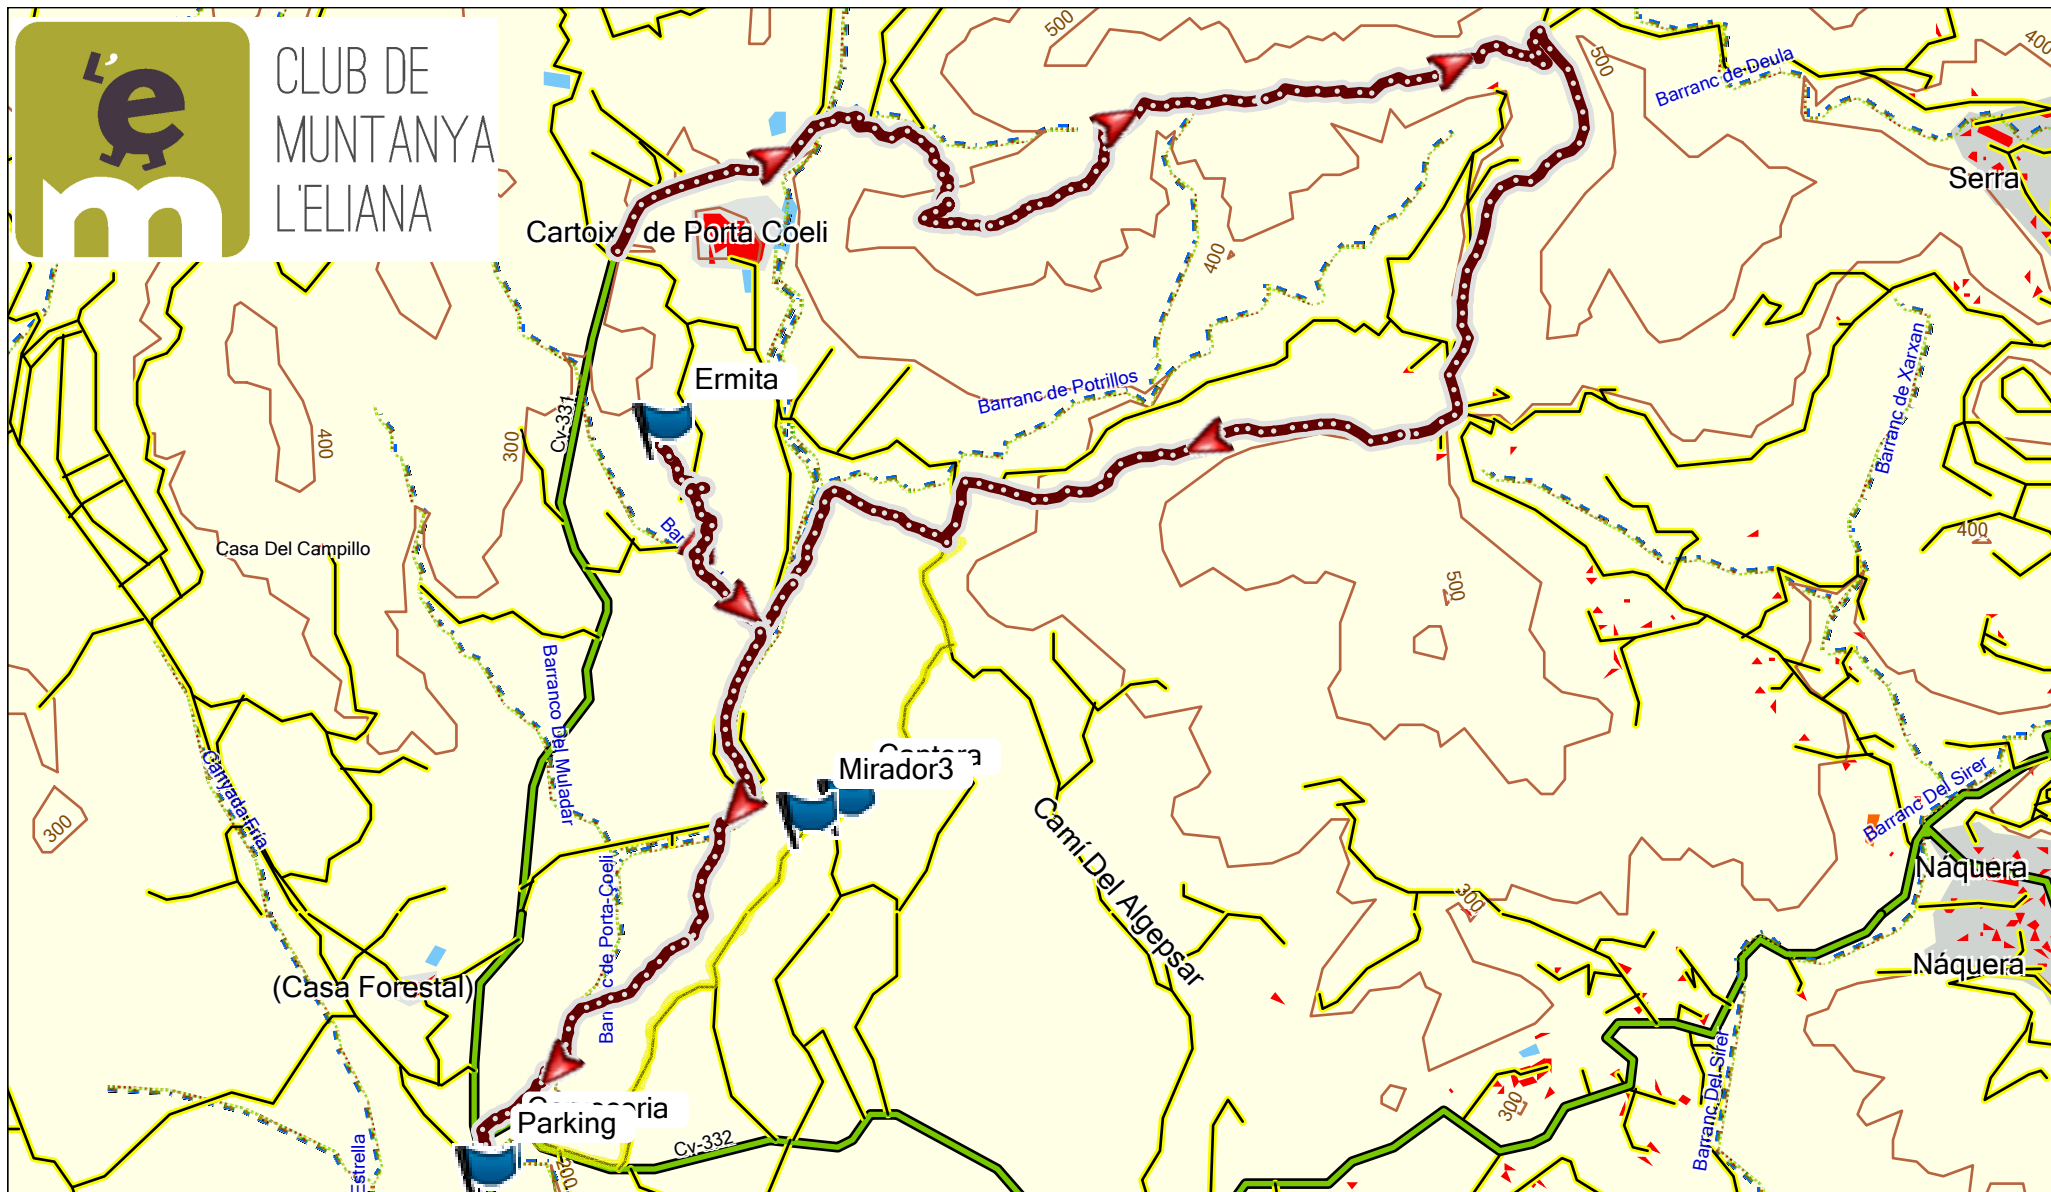 L'e
m
CLUB DE
MUNTANYA
L'ELIANA
500
500
400
Barranc de Deula
Serra
Cartoix de Porta Coeli
400
Ermita
Barranc de Potrillos
Barranc de Xarxan
Cv-331
400
300
Bar
Casa Del Campillo
400
500
Barranco Del Muladar
Canyada Fría
Mirador3
Barranc Del Sirer
300
Camí Del Algepsar
Náquera
300
c de Porta-Coeli
Náquera
(Casa Forestal)
Barranc Del Sirer
300
Parking
Cv-332
Estrella
200